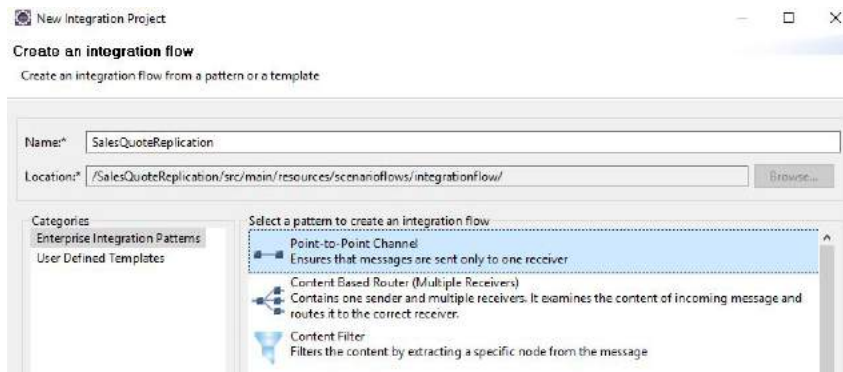 New Integration Project
Create an integration flow
Create an integration flow from a pattern or a template
Name:* SalesQuoteReplication
Location:* /SalesQuoteReplication/src/main/resources/scenarioflows/integrationflow/ Browse...
Categories
Enterprise Integration Patterns
User Defined Templates
Select a pattern to create an integration flow
Point-to-Point Channel
Ensures that messages are sent only to one receiver
Content Based Router (Multiple Receivers)
Contains one sender and multiple receivers. It examines the content of incoming message and
routes it to the correct receiver.
Content Filter
Filters the content by extracting a specific node from the message